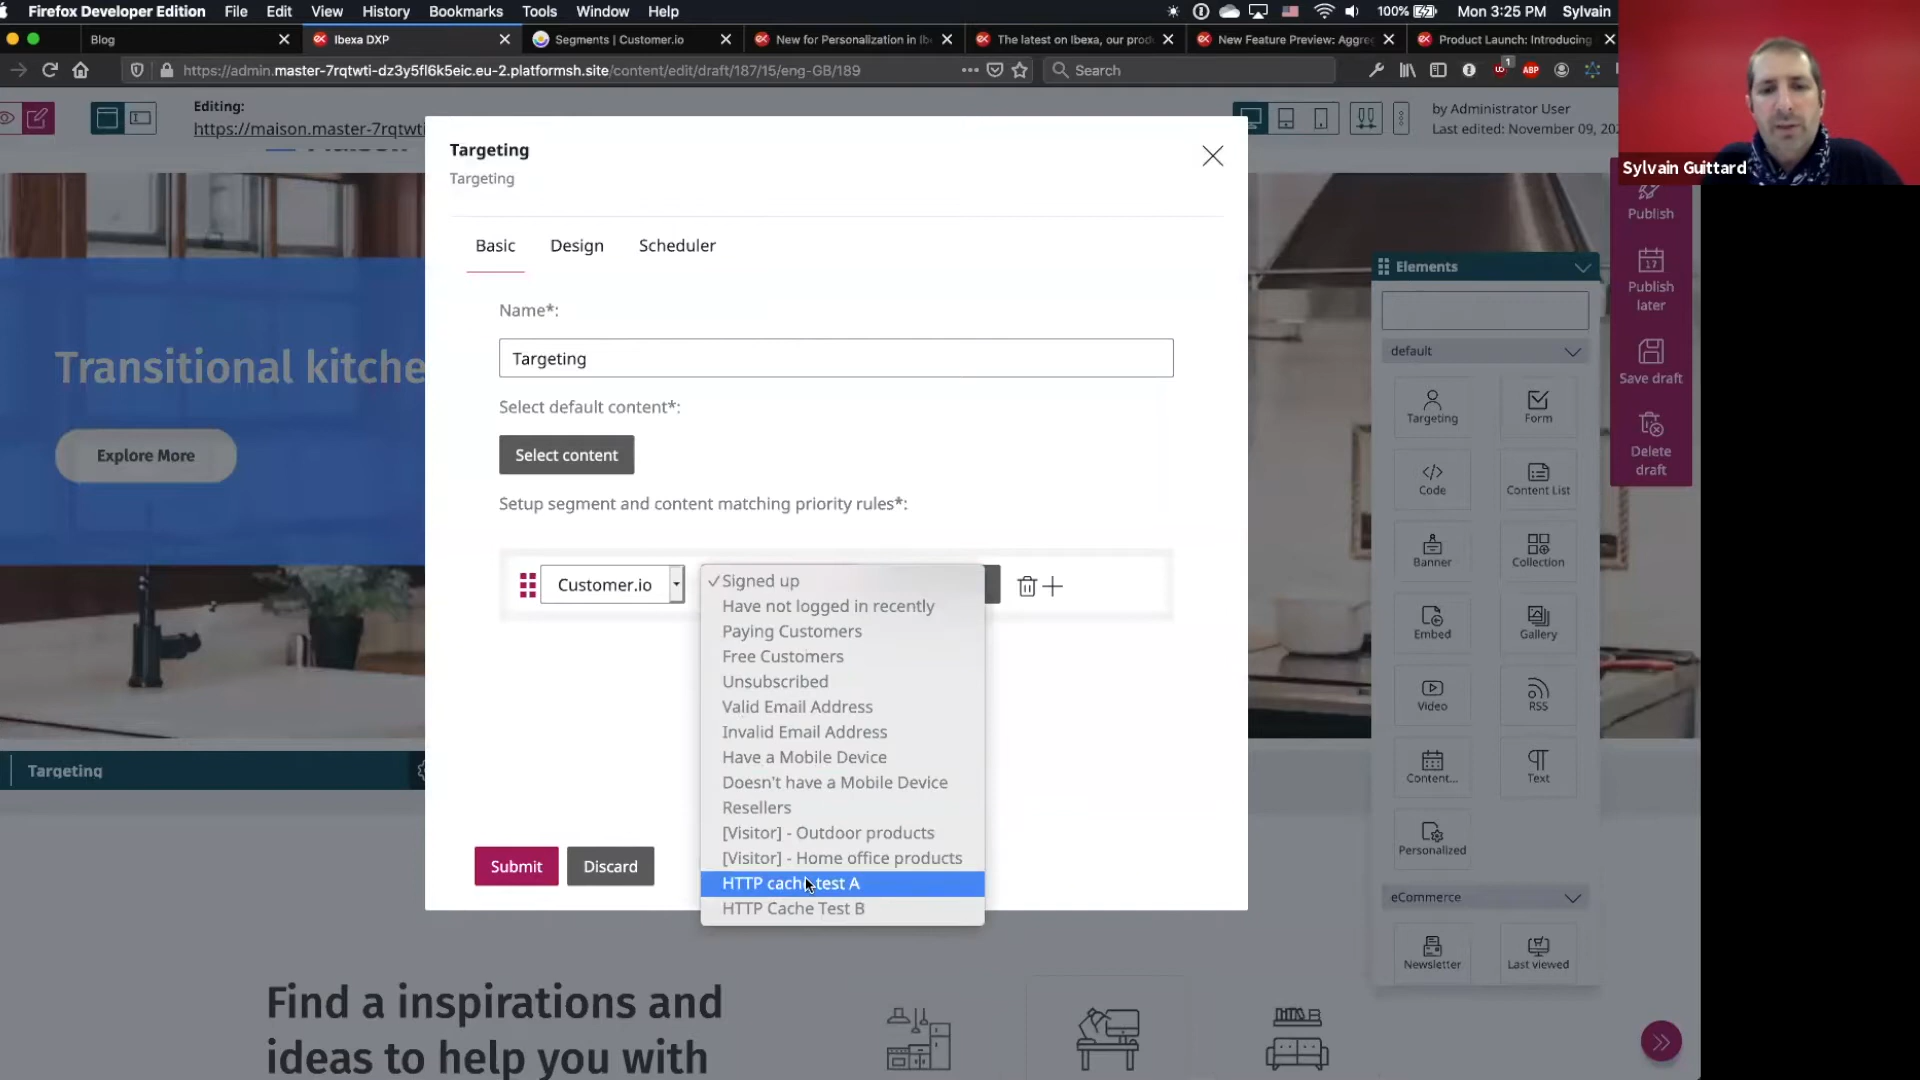 Firefox Developer Edition File Edit View History Bookmarks Tools Window Help 100% Mon 3:25 PM Sylvain
Blog
Ibexa DXP
Segments | Customer.io
New for Personalization in Ib
The latest on Ibexa, our prod
New Feature Preview: Aggre
Product Launch: Introducing
https://admin.master-7rqtwti-dz3y5fl6k5eic.eu-2.platformsh.site/content/edit/draft/187/15/eng-GB/189
Search
1
ABP
Editing:
https://maison.master-7rqtwti
by Administrator User
Last edited: November 09, 202
Sylvain Guittard
Targeting
Targeting
Basic Design Scheduler
Name*:
Targeting
Select default content*:
Select content
Setup segment and content matching priority rules*:
Customer.io
✓Signed up
Have not logged in recently
Paying Customers
Free Customers
Unsubscribed
Valid Email Address
Invalid Email Address
Have a Mobile Device
Doesn't have a Mobile Device
Resellers
[Visitor] - Outdoor products
[Visitor] - Home office products
HTTP cache test A
HTTP Cache Test B
Submit
Discard
Transitional kitche
Explore More
Targeting
Find a inspirations and
ideas to help you with
Elements
default
Targeting
Form
Code
Content List
Banner
Collection
Embed
Gallery
Video
RSS
Content...
Text
Personalized
eCommerce
Newsletter
Last viewed
Publish
17
Publish
later
Save draft
Delete
draft